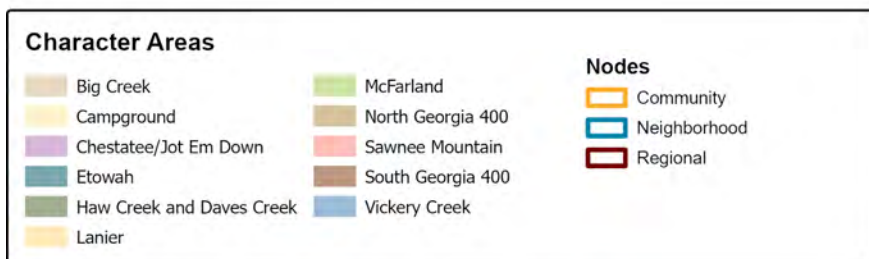 Character Areas
Big Creek
Campground
Chestatee/Jot Em Down
Etowah
Haw Creek and Daves Creek
Lanier
McFarland
North Georgia 400
Sawnee Mountain
South Georgia 400
Vickery Creek
Nodes
Community
Neighborhood
Regional